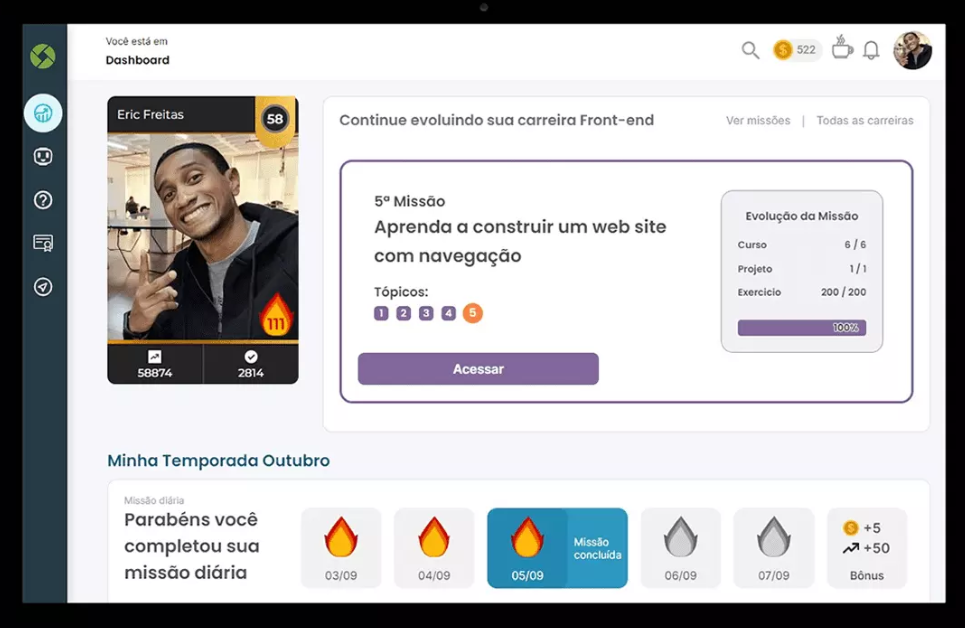 Você está em
Dashboard
522
Eric Freitas
58
111
58874
2814
Continue evoluindo sua carreira Front-end
Ver missões | Todas as carreiras
5ª Missão
Aprenda a construir um web site
com navegação
Tópicos:
1 2 3 4 5
Acessar
Evolução da Missão
Curso 6 / 6
Projeto 1 / 1
Exercicio 200 / 200
100%
Minha Temporada Outubro
Missão diária
Parabéns você
completou sua
missão diária
03/09
04/09
05/09
Missão
concluída
06/09
07/09
+5
+50
Bônus